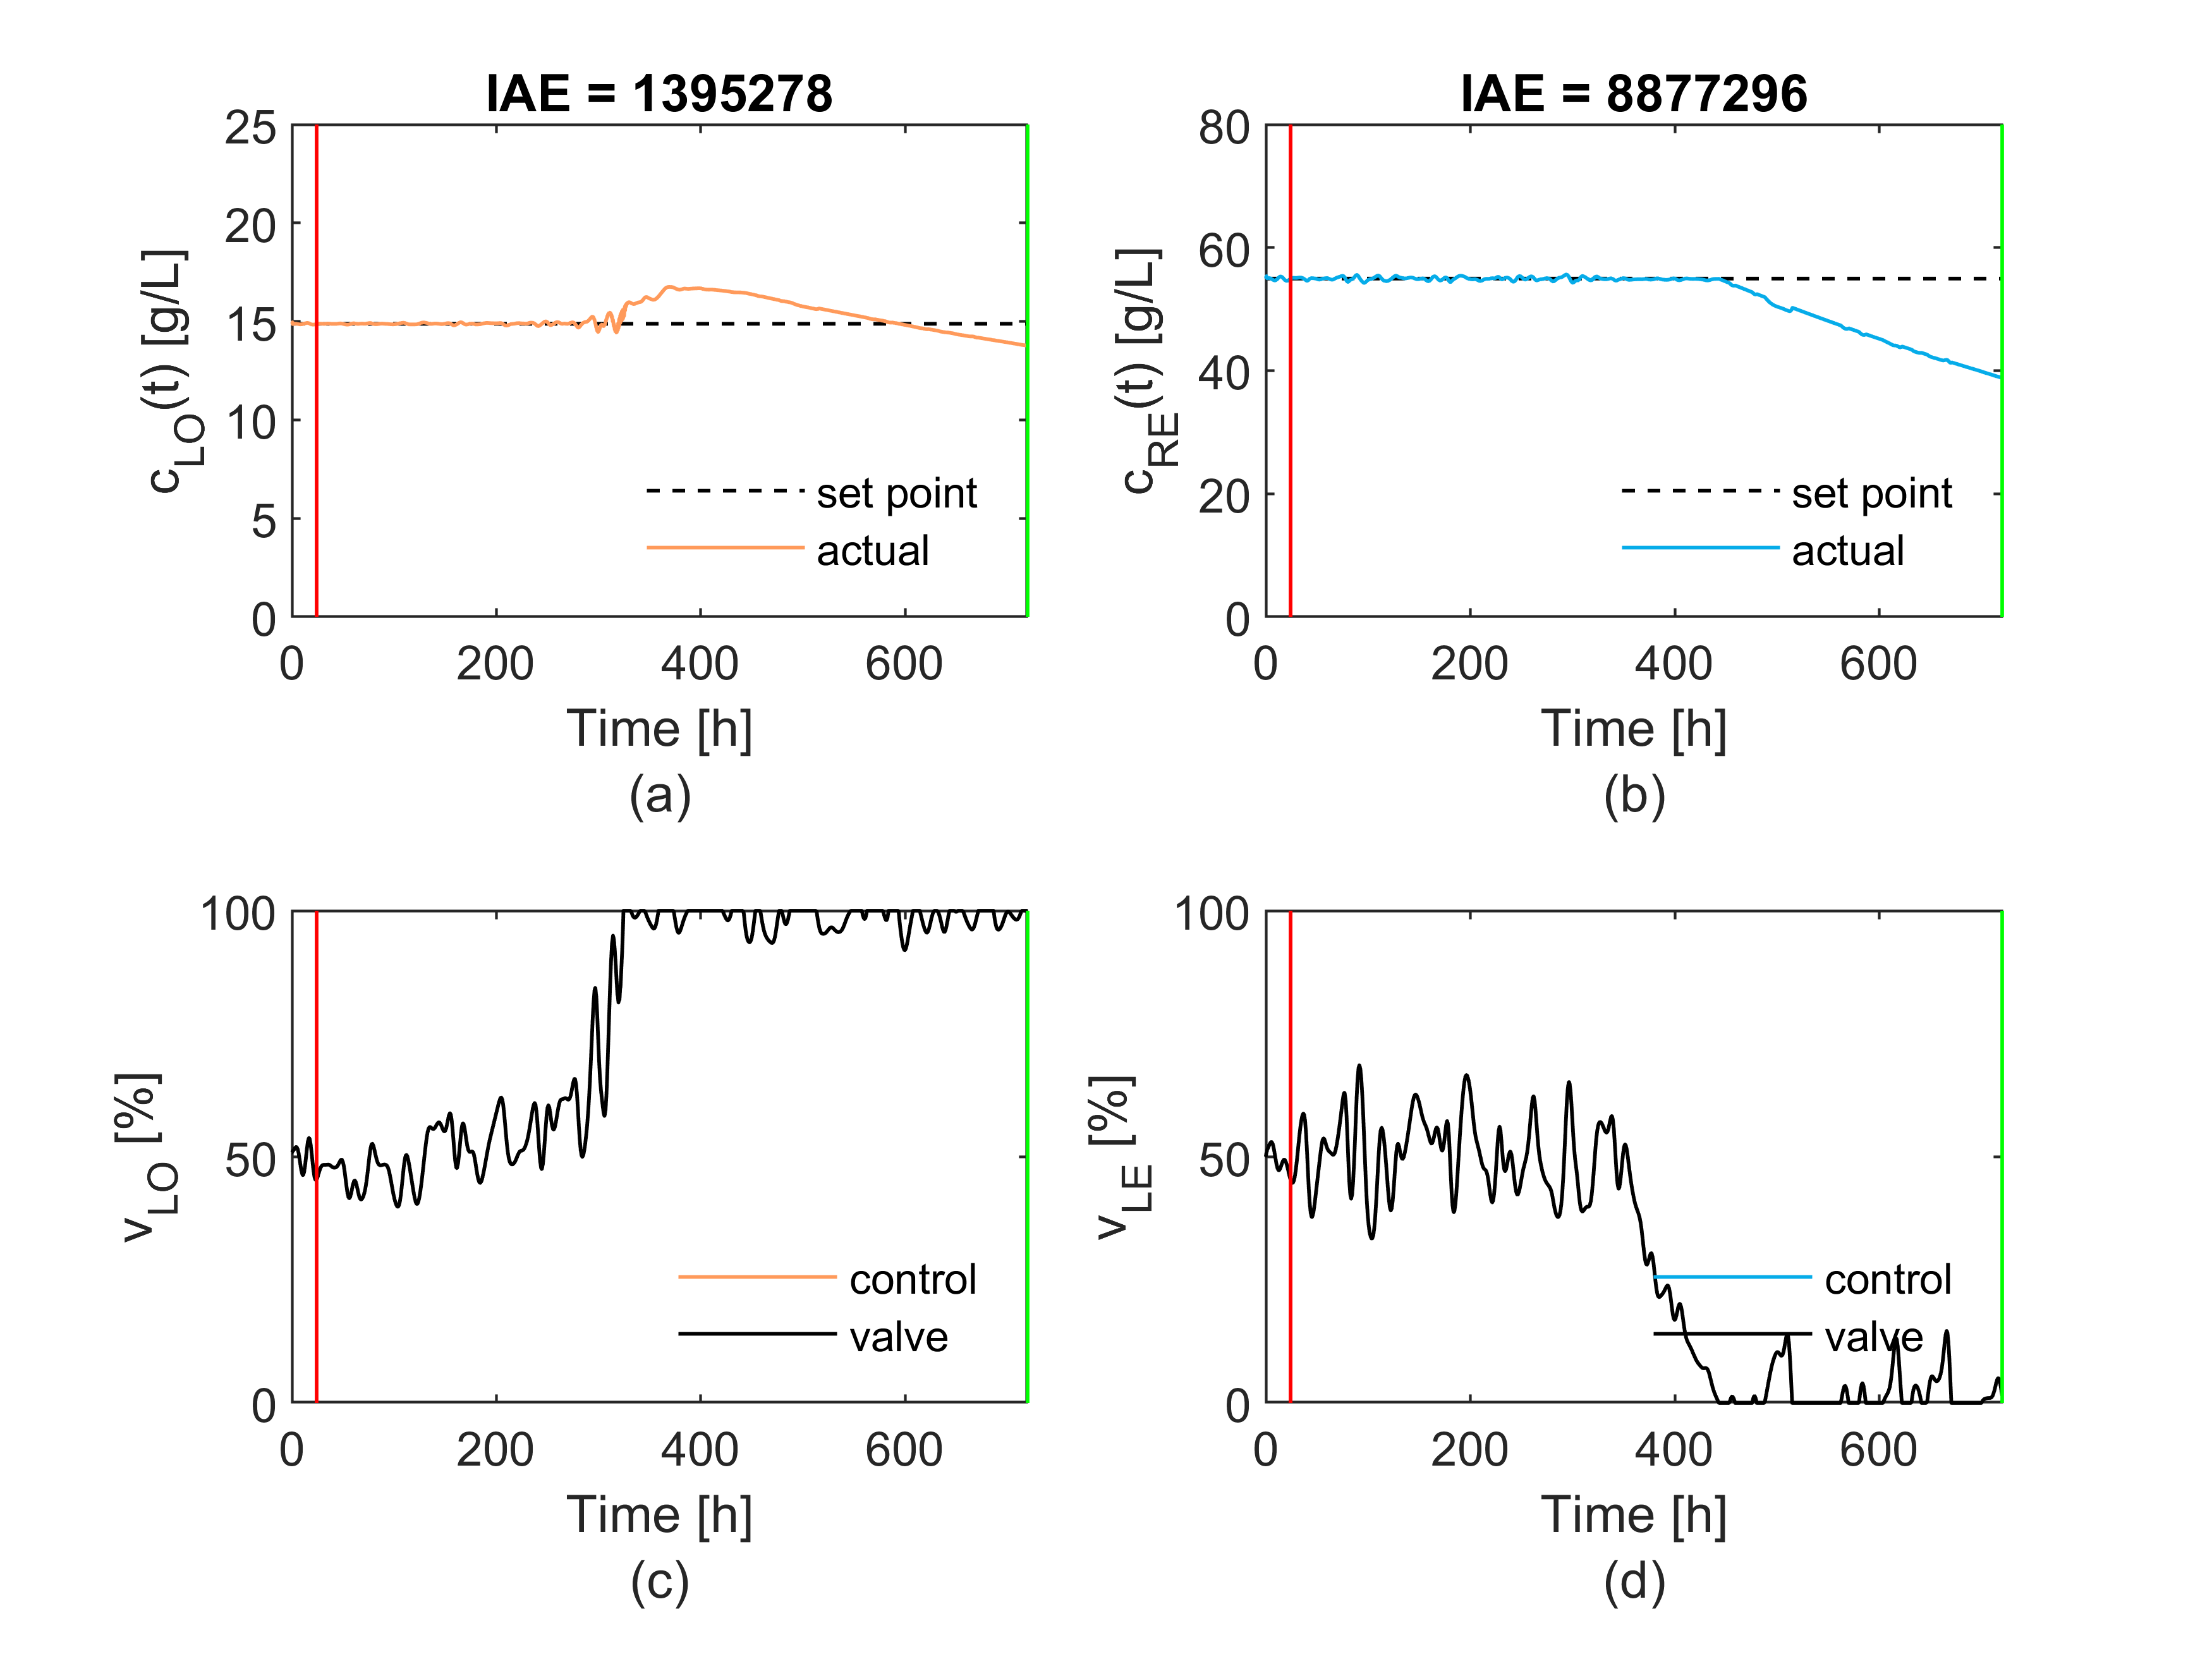 IAE = 1395278
25
20
15
10
5
0
c_LO(t) [g/L]
set point
actual
0 200 400 600
Time [h]
(a)
IAE = 8877296
80
60
40
20
0
c_RE(t) [g/L]
set point
actual
0 200 400 600
Time [h]
(b)
100
50
0
v_LO [%]
control
valve
0 200 400 600
Time [h]
(c)
100
50
0
v_LE [%]
control
valve
0 200 400 600
Time [h]
(d)